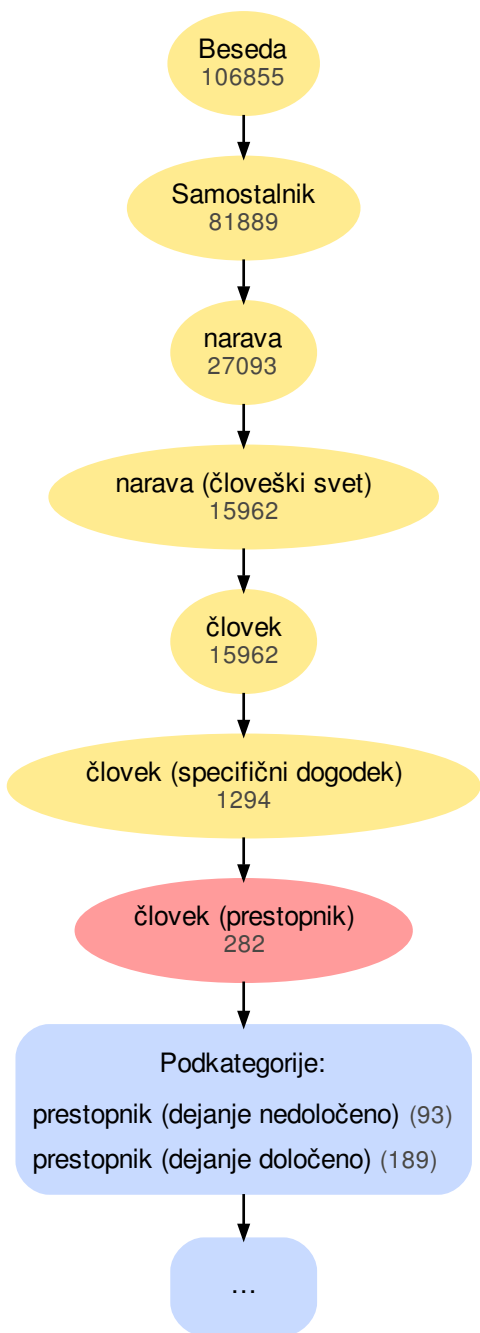 Beseda
106855
Samostalnik
81889
narava
27093
narava (človeški svet)
15962
človek
15962
človek (specifični dogodek)
1294
človek (prestopnik)
282
Podkategorije:
prestopnik (dejanje nedoločeno) (93)
prestopnik (dejanje določeno) (189)
...